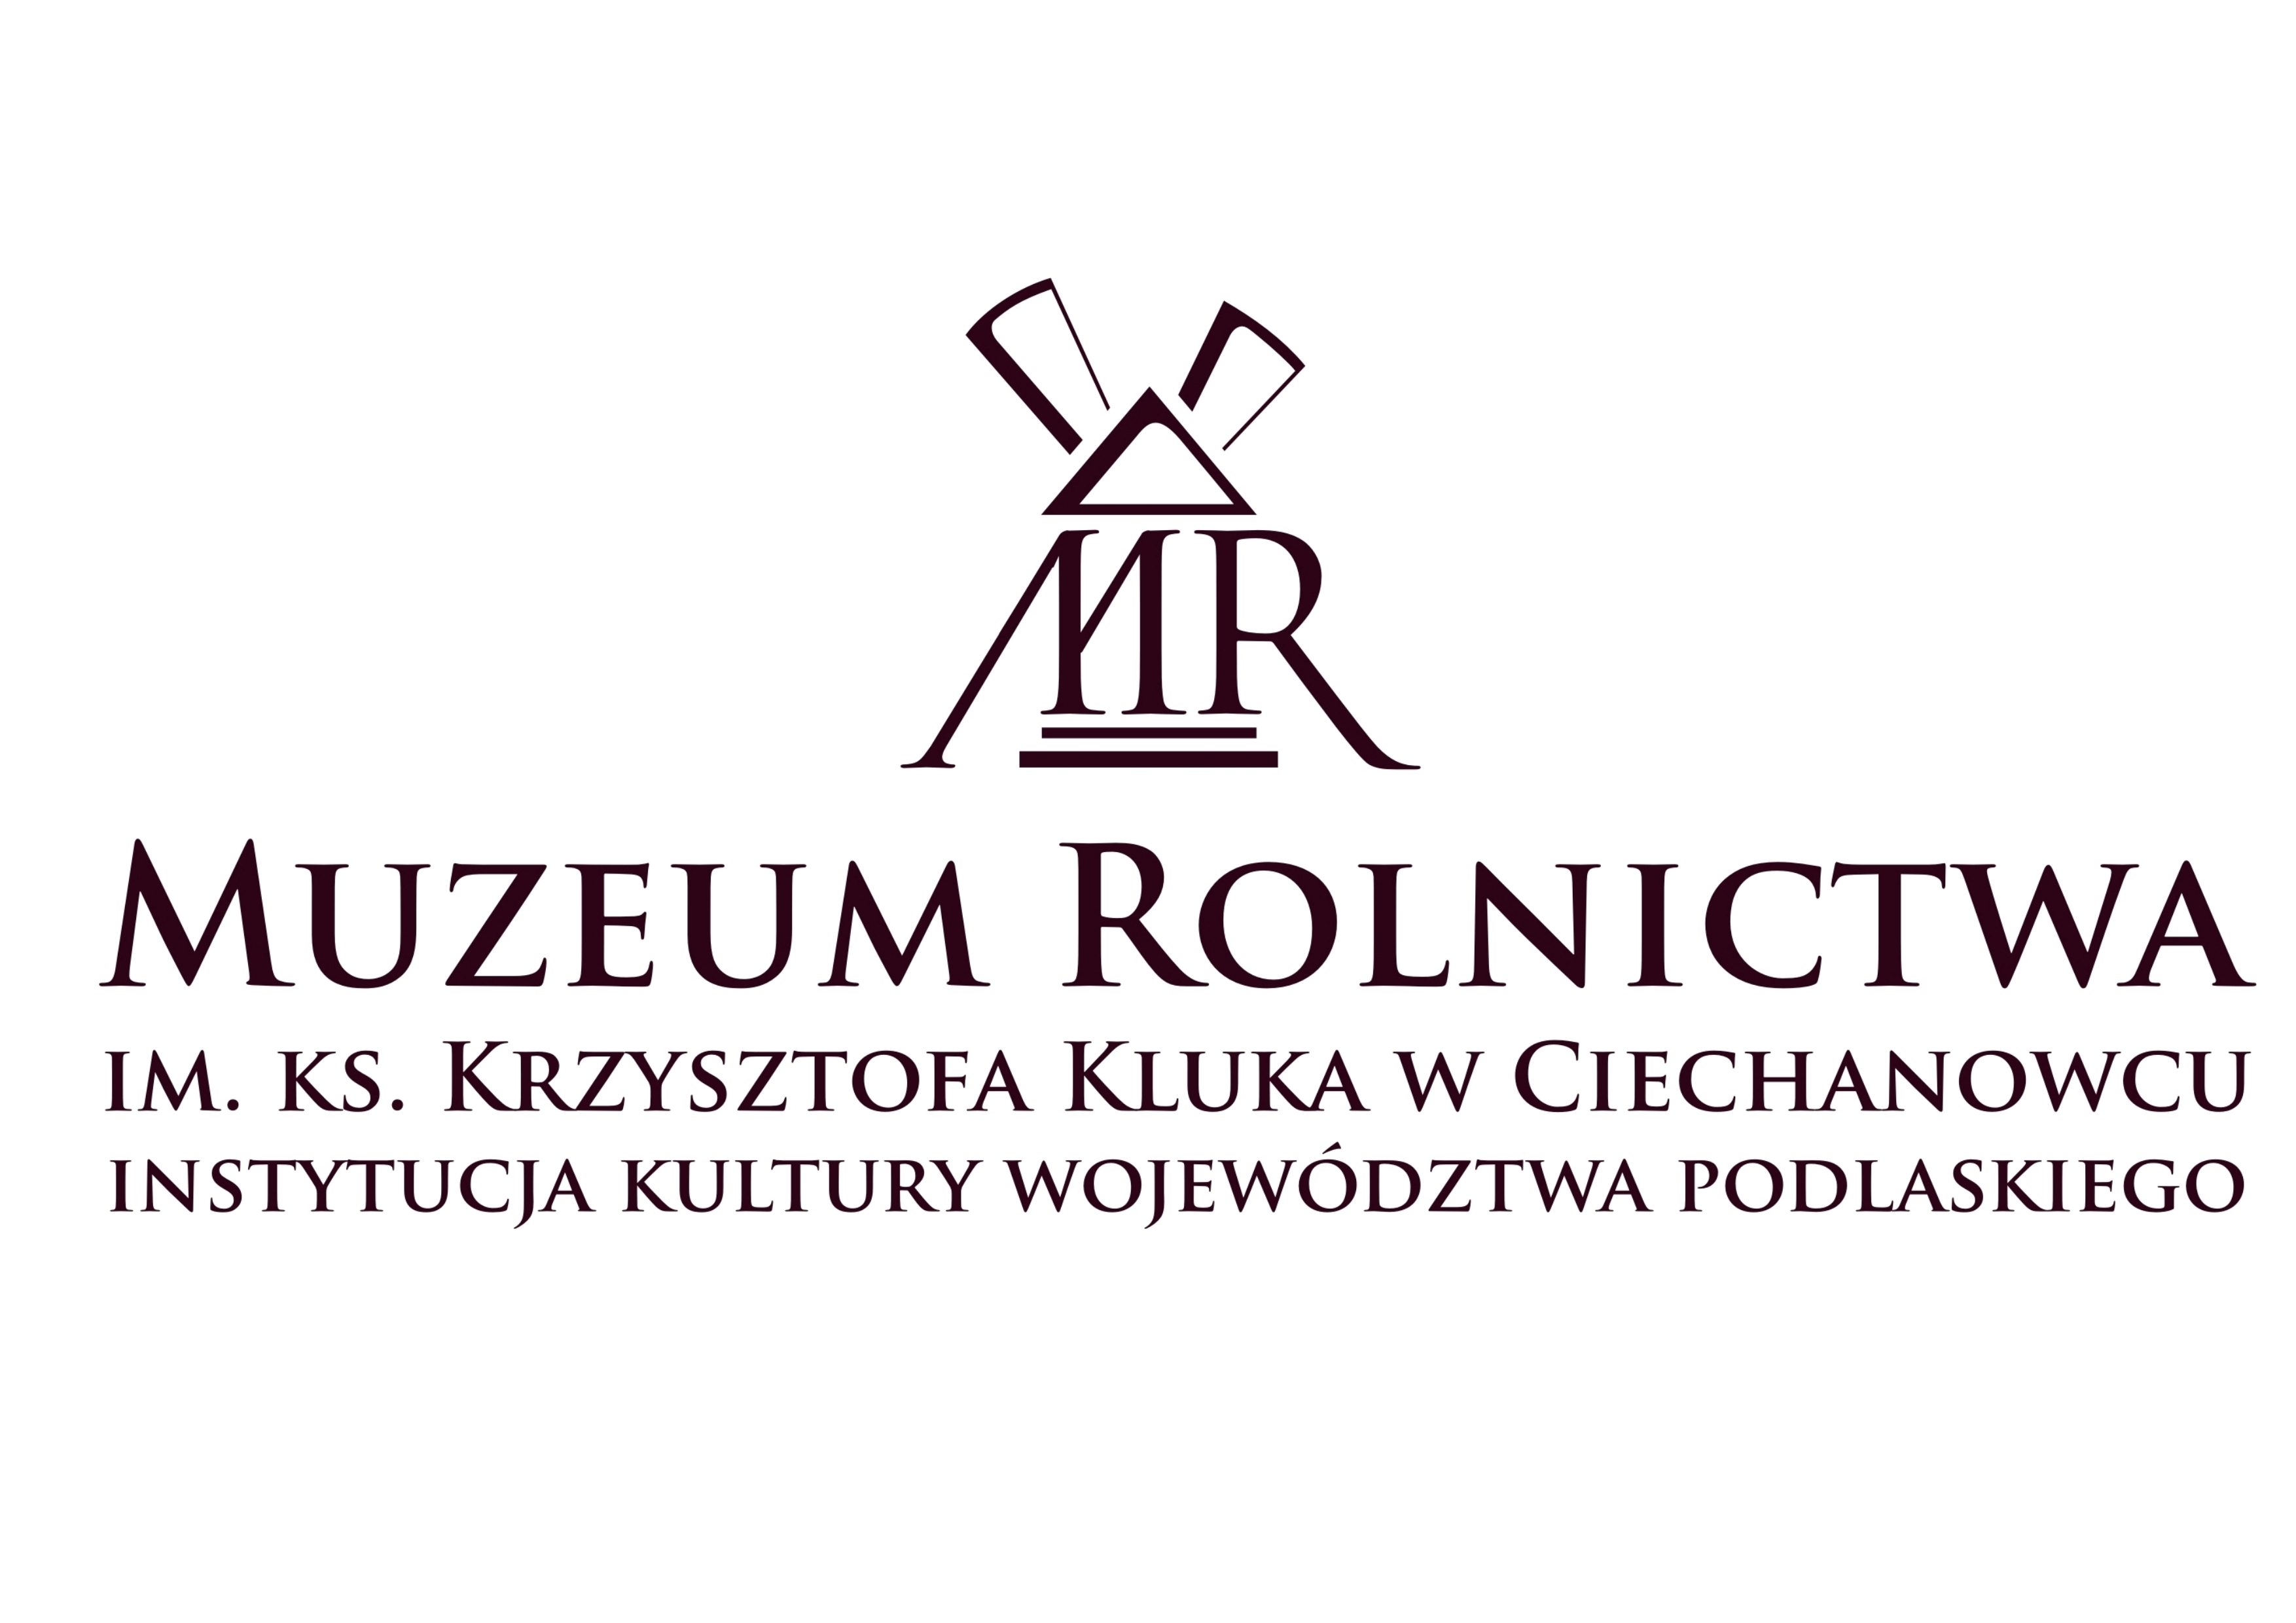 MR
Muzeum Rolnictwa
im. ks. Krzysztofa Kluka w Ciechanowcu
instytucja kultury województwa podlaskiego